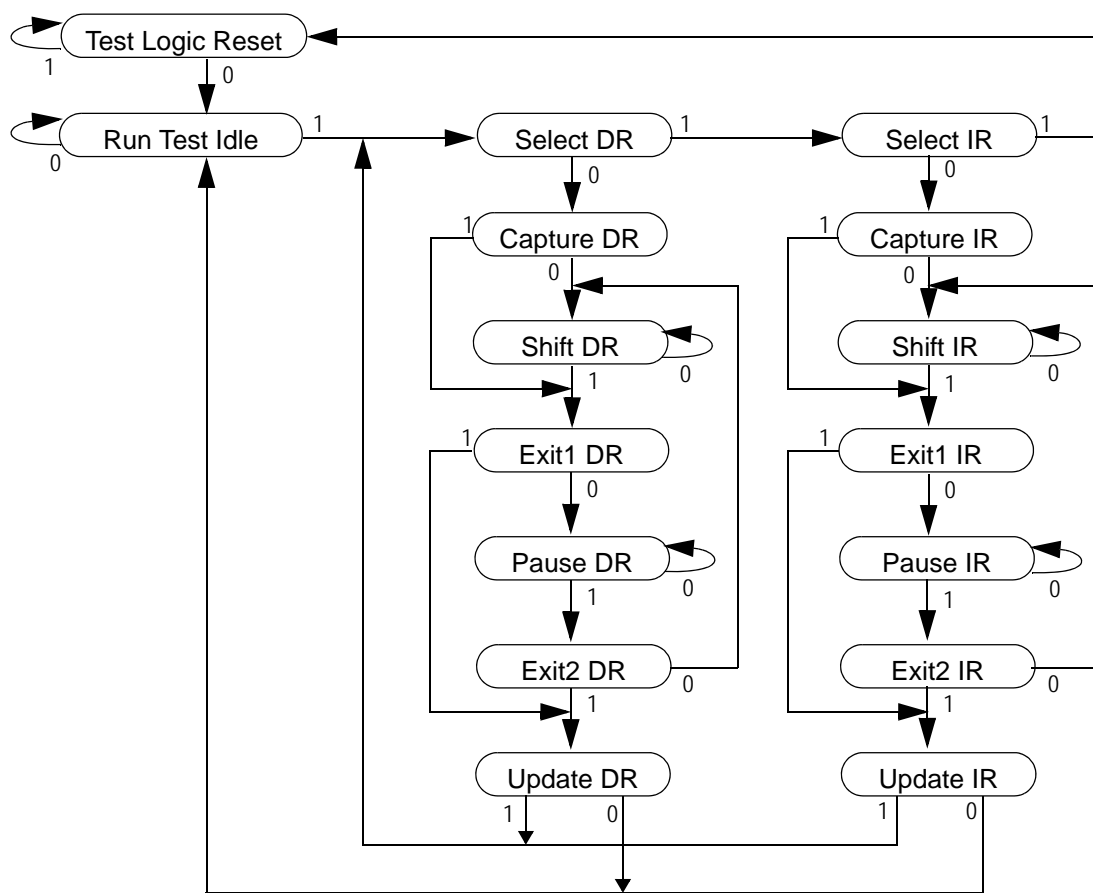 Test Logic Reset
1
0
Run Test Idle
1
0
Select DR
1
0
Select IR
1
0
1
Capture DR
0
1
Capture IR
0
Shift DR
0
1
Shift IR
0
1
1
Exit1 DR
0
1
Exit1 IR
0
Pause DR
0
1
Pause IR
0
1
Exit2 DR
0
1
Exit2 IR
0
1
Update DR
1
0
Update IR
1
0